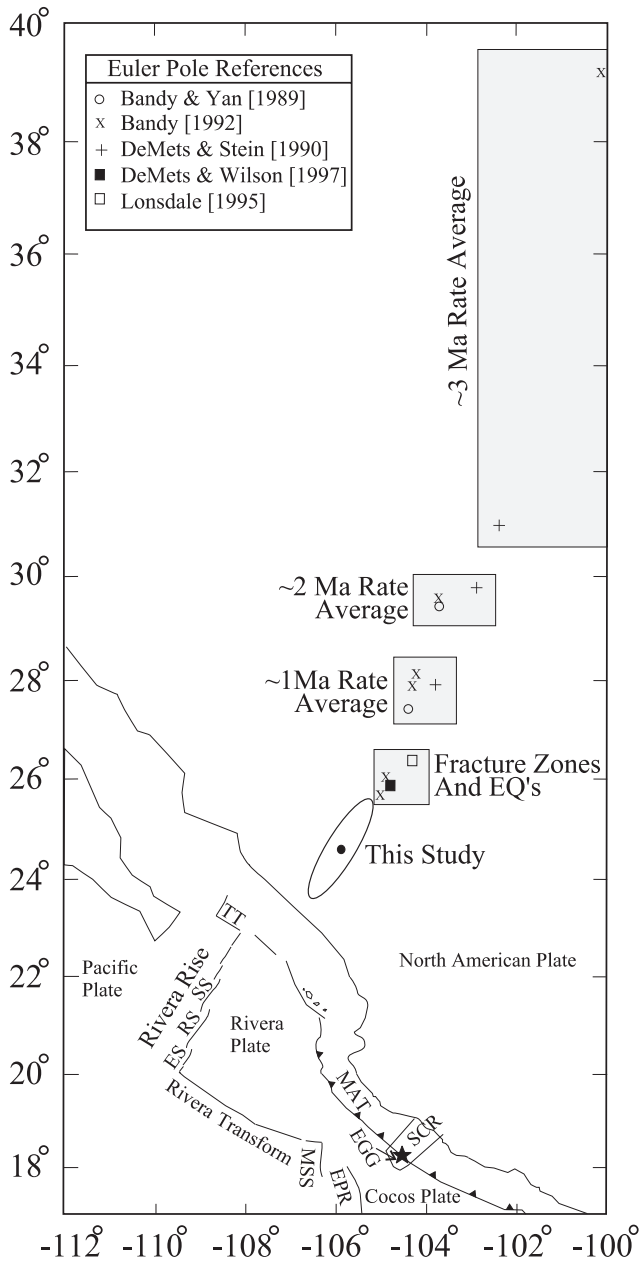 40°
38°
36°
34°
32°
30°
28°
26°
24°
22°
20°
18°
Euler Pole References
Bandy & Yan [1989]
x Bandy [1992]
+ DeMets & Stein [1990]
DeMets & Wilson [1997]
Lonsdale [1995]
~3 Ma Rate Average
~2 Ma Rate
Average
~1Ma Rate
Average
Fracture Zones
And EQ's
This Study
TT
Pacific
Plate
North American Plate
Rivera Rise
SS
RS
ES
Rivera
Plate
Rivera Transform
MAT
SCR
EGG
MSS
EPR
Cocos Plate
-112° -110° -108° -106° -104° -102° -100°